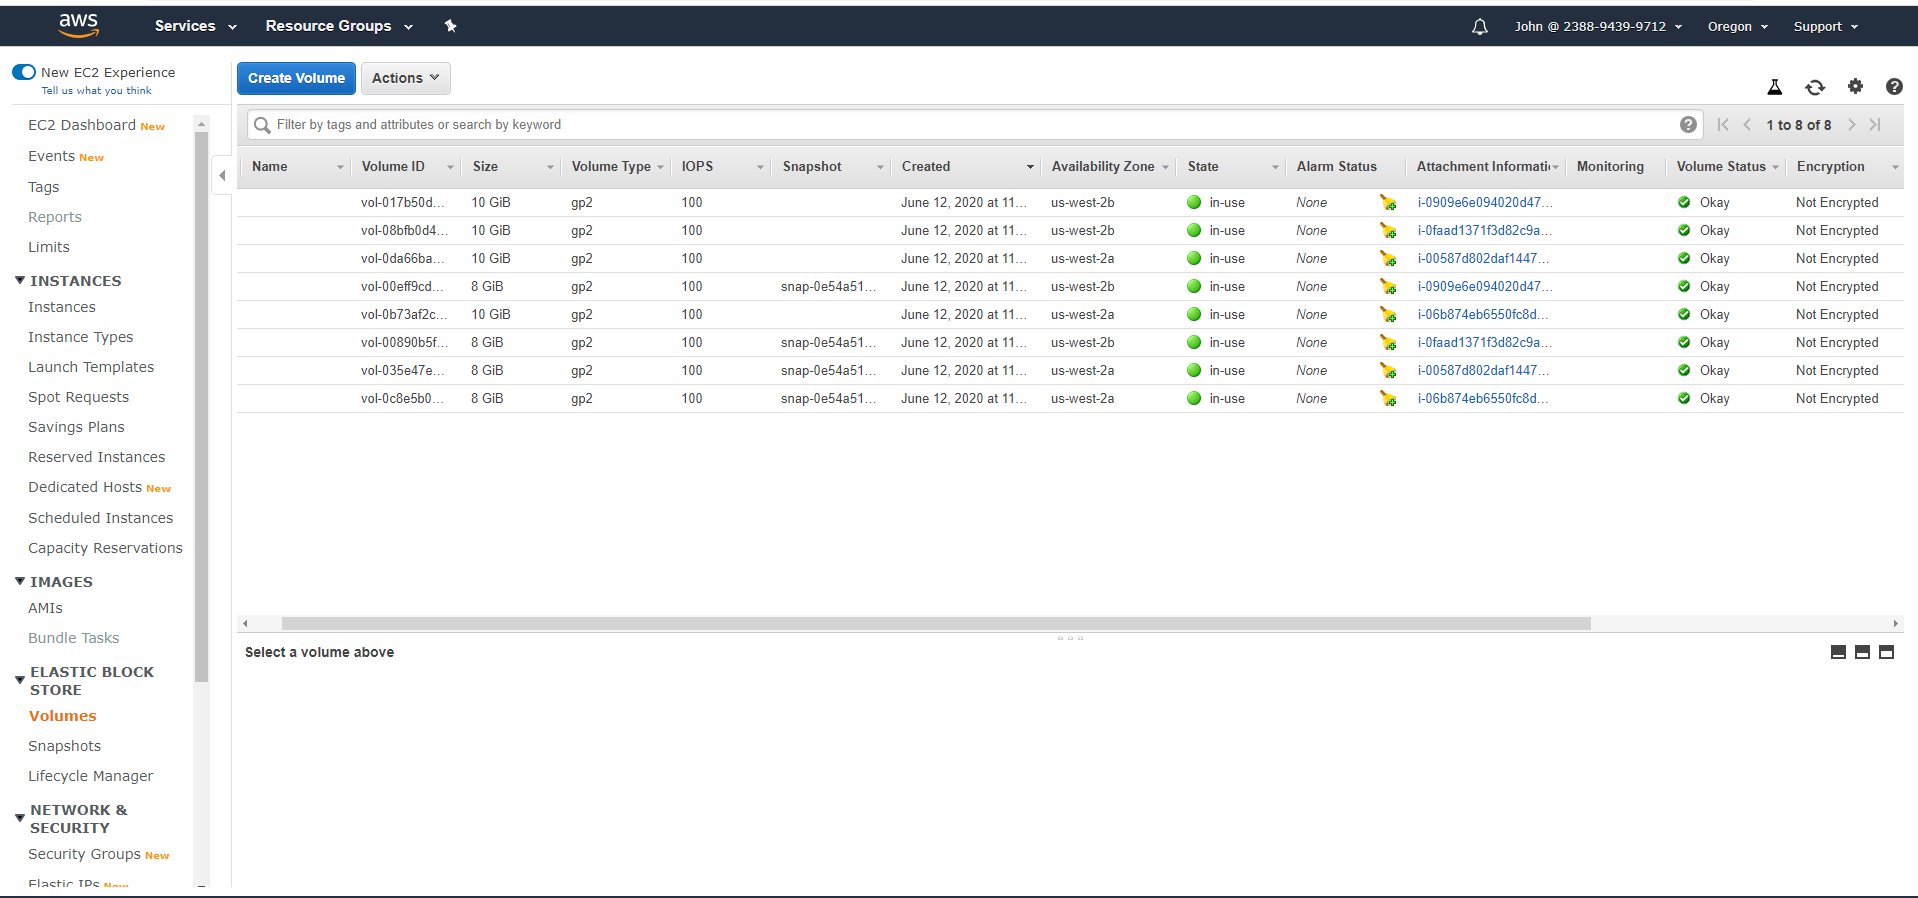 aws Services Resource Groups John @ 2388-9439-9712 Oregon Support
New EC2 Experience
Tell us what you think
EC2 Dashboard New
Events New
Tags
Reports
Limits
INSTANCES
Instances
Instance Types
Launch Templates
Spot Requests
Savings Plans
Reserved Instances
Dedicated Hosts New
Scheduled Instances
Capacity Reservations
IMAGES
AMIs
Bundle Tasks
ELASTIC BLOCK
STORE
Volumes
Snapshots
Lifecycle Manager
NETWORK &
SECURITY
Security Groups New
Elastic IPs New
Create Volume Actions
Filter by tags and attributes or search by keyword 1 to 8 of 8
Name Volume ID Size Volume Type IOPS Snapshot Created Availability Zone State Alarm Status Attachment Informati Monitoring Volume Status Encryption
vol-017b50d... 10 GiB gp2 100 June 12, 2020 at 11... us-west-2b in-use None i-0909e6e094020d47... Okay Not Encrypted
vol-08bfb0d4... 10 GiB gp2 100 June 12, 2020 at 11... us-west-2b in-use None i-0faad1371f3d82c9a... Okay Not Encrypted
vol-0da66ba... 10 GiB gp2 100 June 12, 2020 at 11... us-west-2a in-use None i-00587d802daf1447... Okay Not Encrypted
vol-00eff9cd... 8 GiB gp2 100 snap-0e54a51... June 12, 2020 at 11... us-west-2b in-use None i-0909e6e094020d47... Okay Not Encrypted
vol-0b73af2c... 10 GiB gp2 100 June 12, 2020 at 11... us-west-2a in-use None i-06b874eb6550fc8d... Okay Not Encrypted
vol-00890b5f... 8 GiB gp2 100 snap-0e54a51... June 12, 2020 at 11... us-west-2b in-use None i-0faad1371f3d82c9a... Okay Not Encrypted
vol-035e47e... 8 GiB gp2 100 snap-0e54a51... June 12, 2020 at 11... us-west-2a in-use None i-00587d802daf1447... Okay Not Encrypted
vol-0c8e5b0... 8 GiB gp2 100 snap-0e54a51... June 12, 2020 at 11... us-west-2a in-use None i-06b874eb6550fc8d... Okay Not Encrypted
Select a volume above